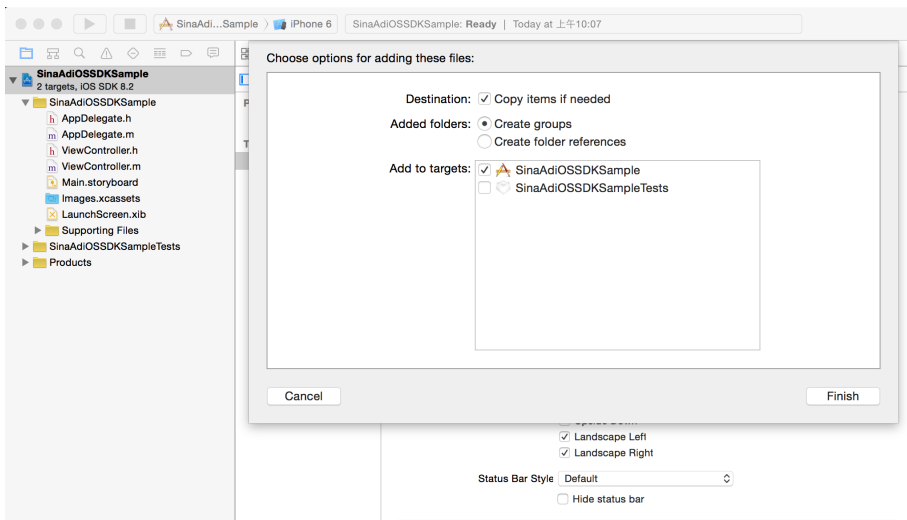 SinaAdi...Sample 〉 iPhone 6
SinaAdiOSSDKSample: Ready | Today at 上午10:07
SinaAdiOSSDKSample
2 targets, iOS SDK 8.2
SinaAdiOSSDKSample
AppDelegate.h
AppDelegate.m
ViewController.h
ViewController.m
Main.storyboard
Images.xcassets
LaunchScreen.xib
Supporting Files
SinaAdiOSSDKSampleTests
Products
Choose options for adding these files:
Destination: Copy items if needed
Added folders: Create groups
Create folder references
Add to targets: SinaAdiOSSDKSample
SinaAdiOSSDKSampleTests
Cancel
Finish
Landscape Left
Landscape Right
Status Bar Style Default
Hide status bar